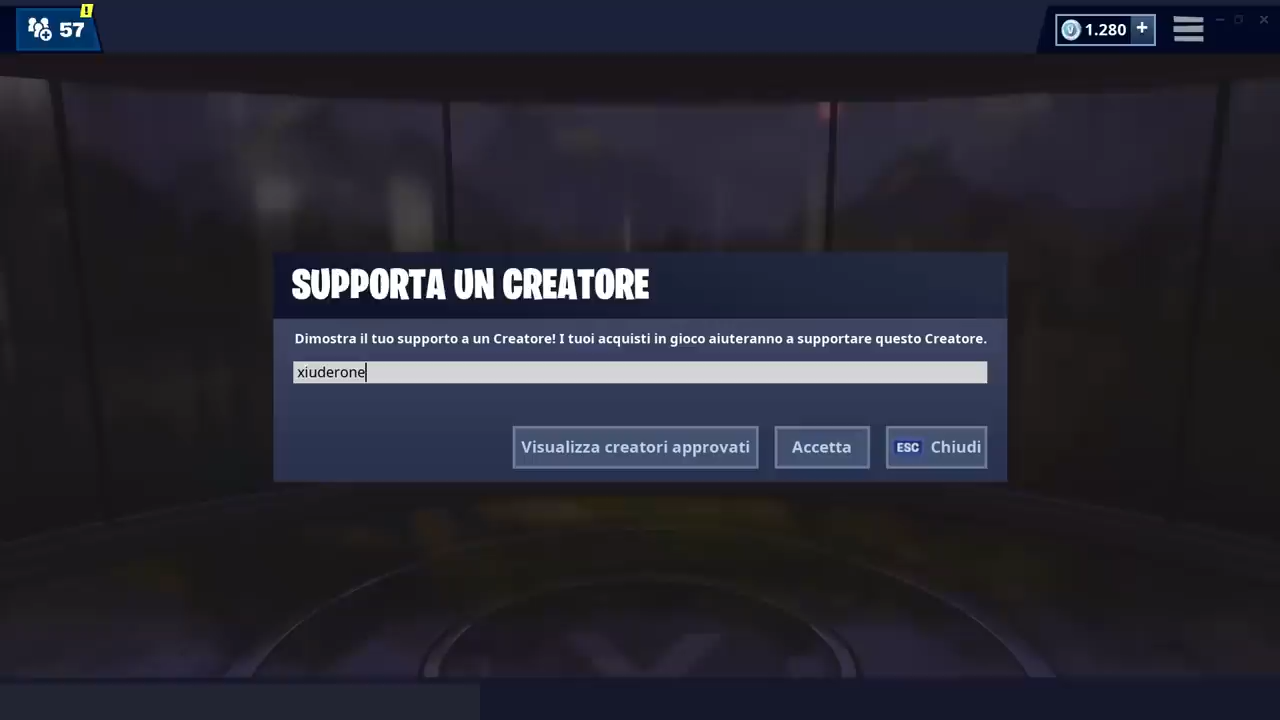 57
!
1.280 +
SUPPORTA UN CREATORE
Dimostra il tuo supporto a un Creatore! I tuoi acquisti in gioco aiuteranno a supportare questo Creatore.
xiuderone
Visualizza creatori approvati
Accetta
ESC Chiudi